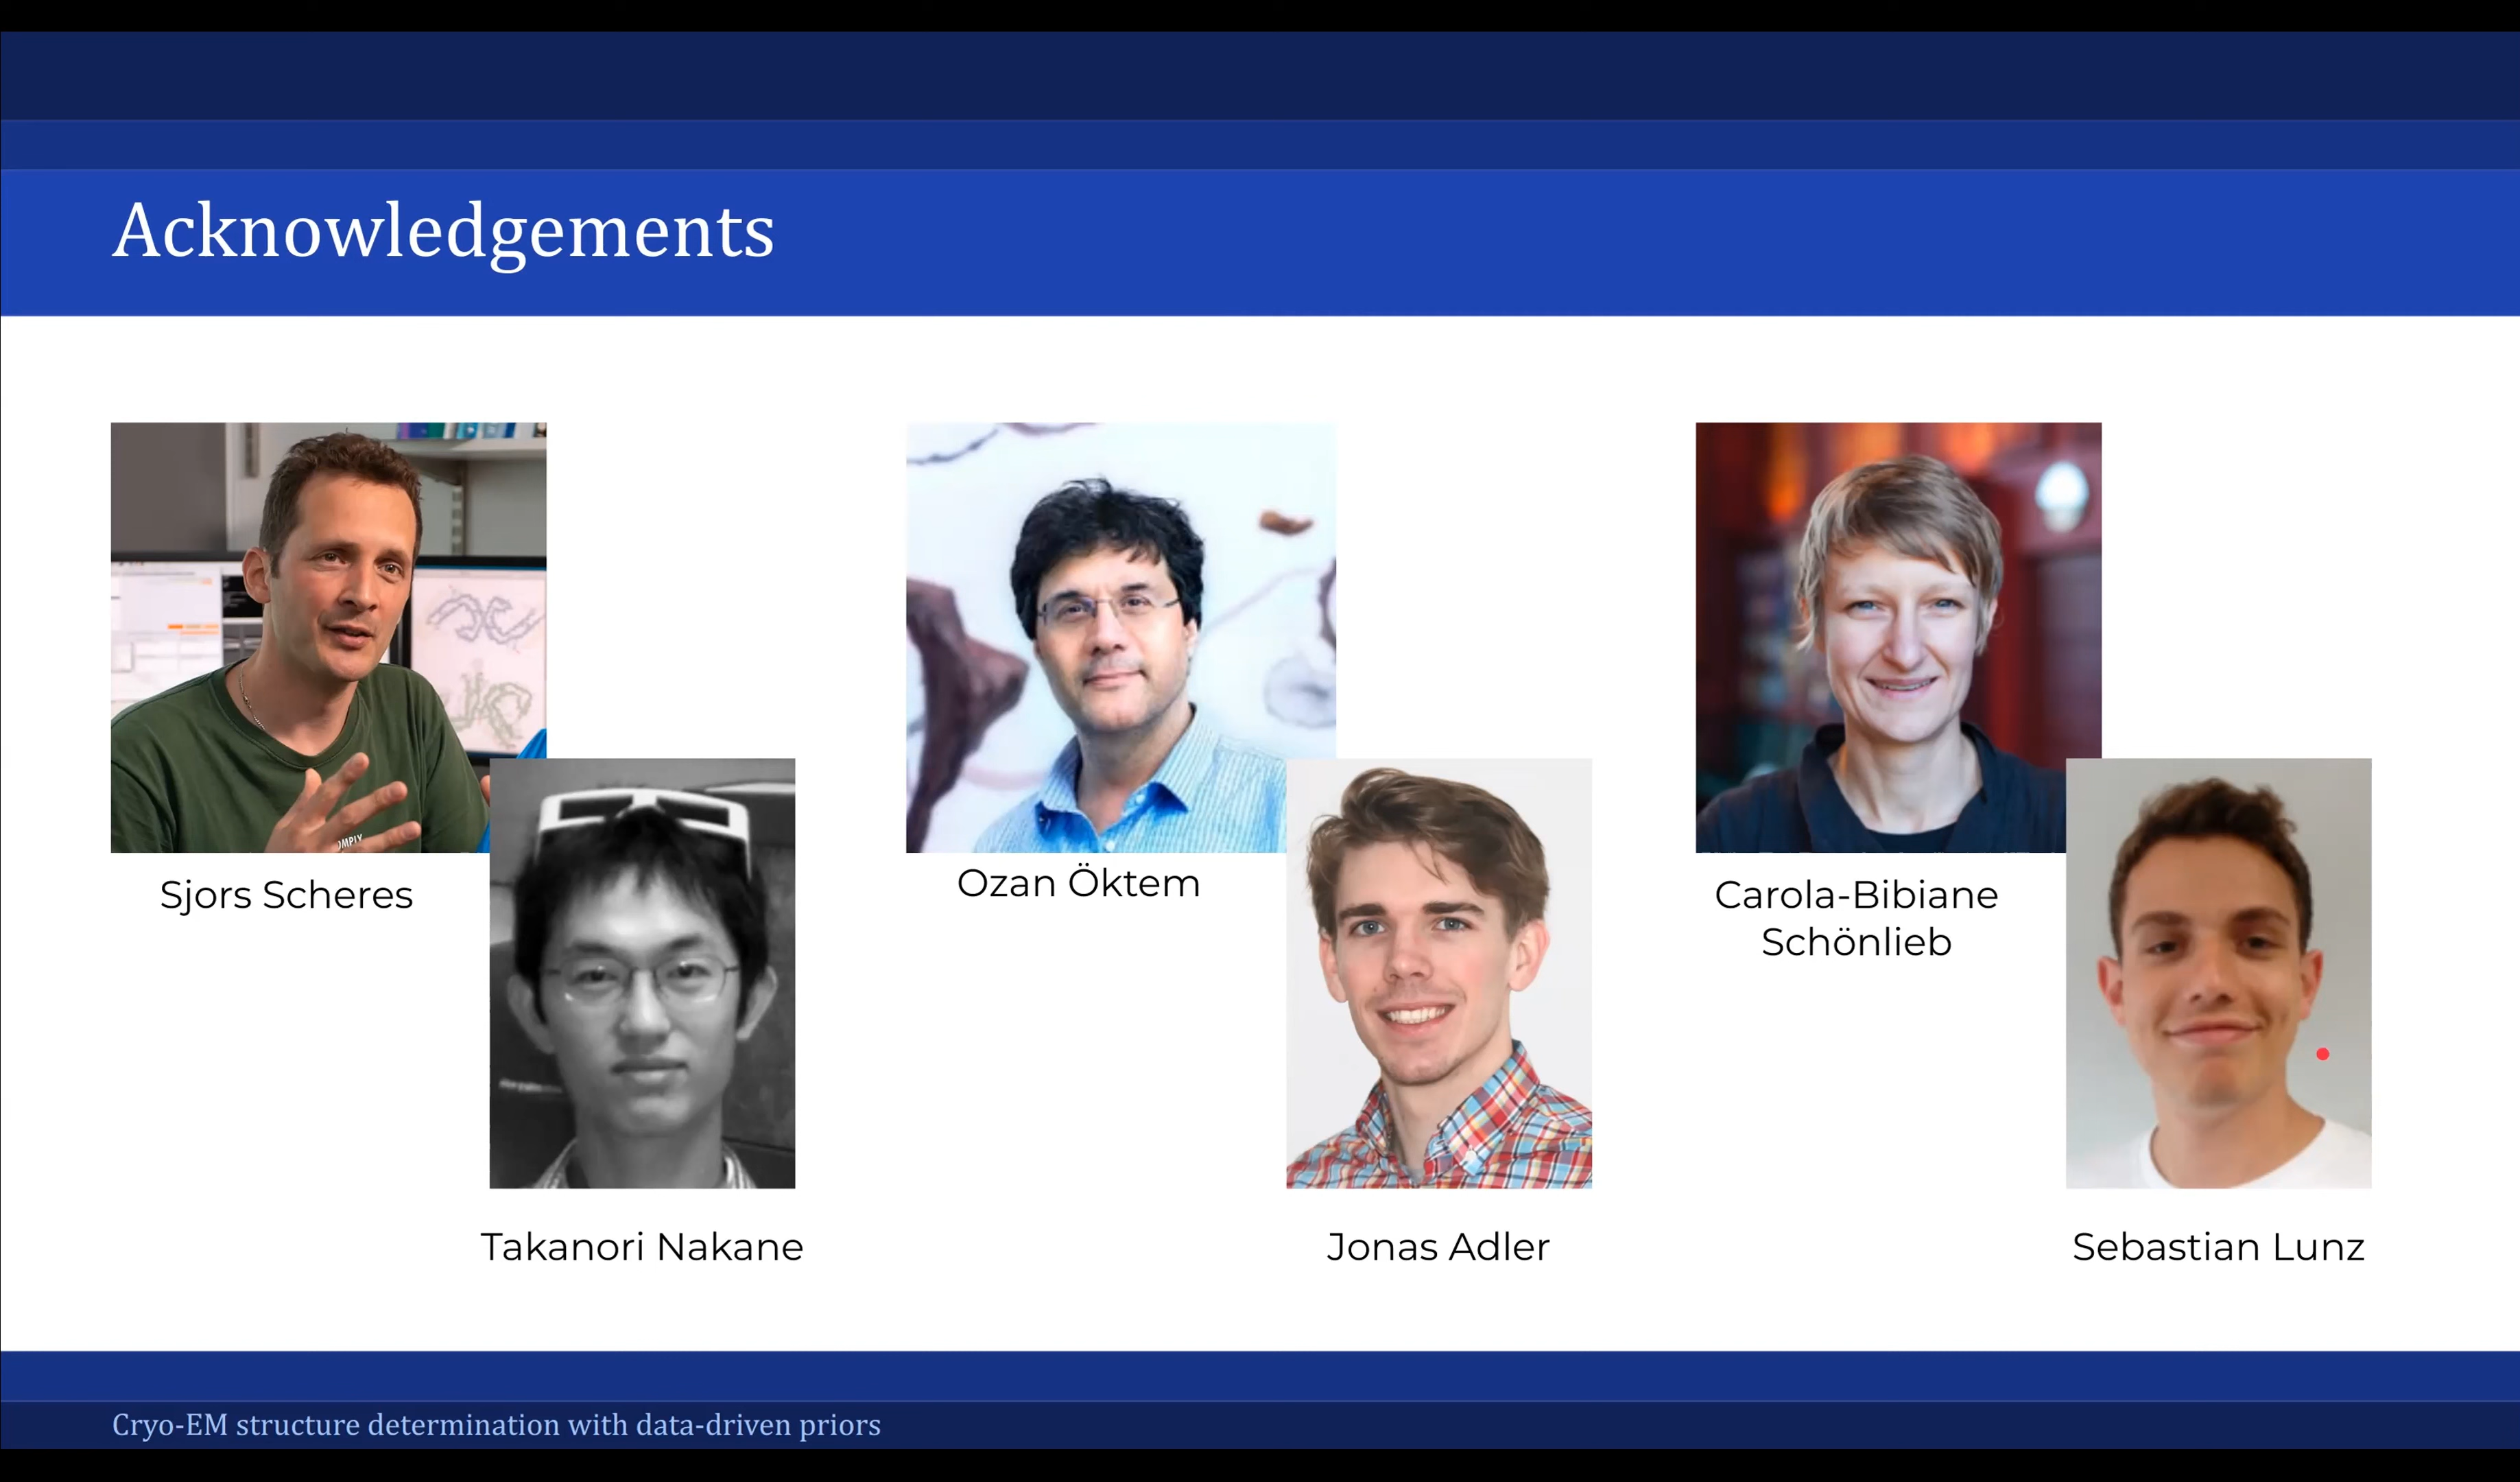 Acknowledgements
OMPLY
Sjors Scheres
Ozan Öktem
Carola-Bibiane
Schönlieb
Takanori Nakane
Jonas Adler
Sebastian Lunz
Cryo-EM structure determination with data-driven priors